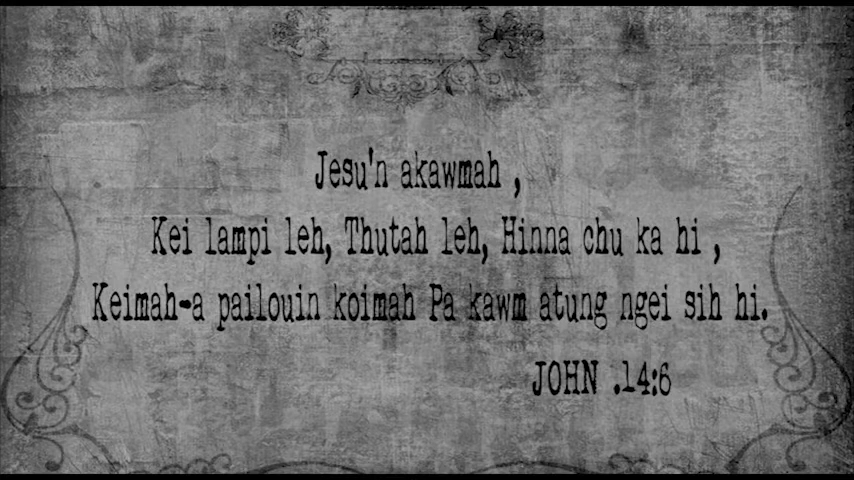 Jesu'n akawmah ,
Kei lampi leh, Thutah leh, Hinna chu ka hi ,
Keimah-a pailouin koimah Pa kawm atung ngei sih hi.
JOHN .14:6